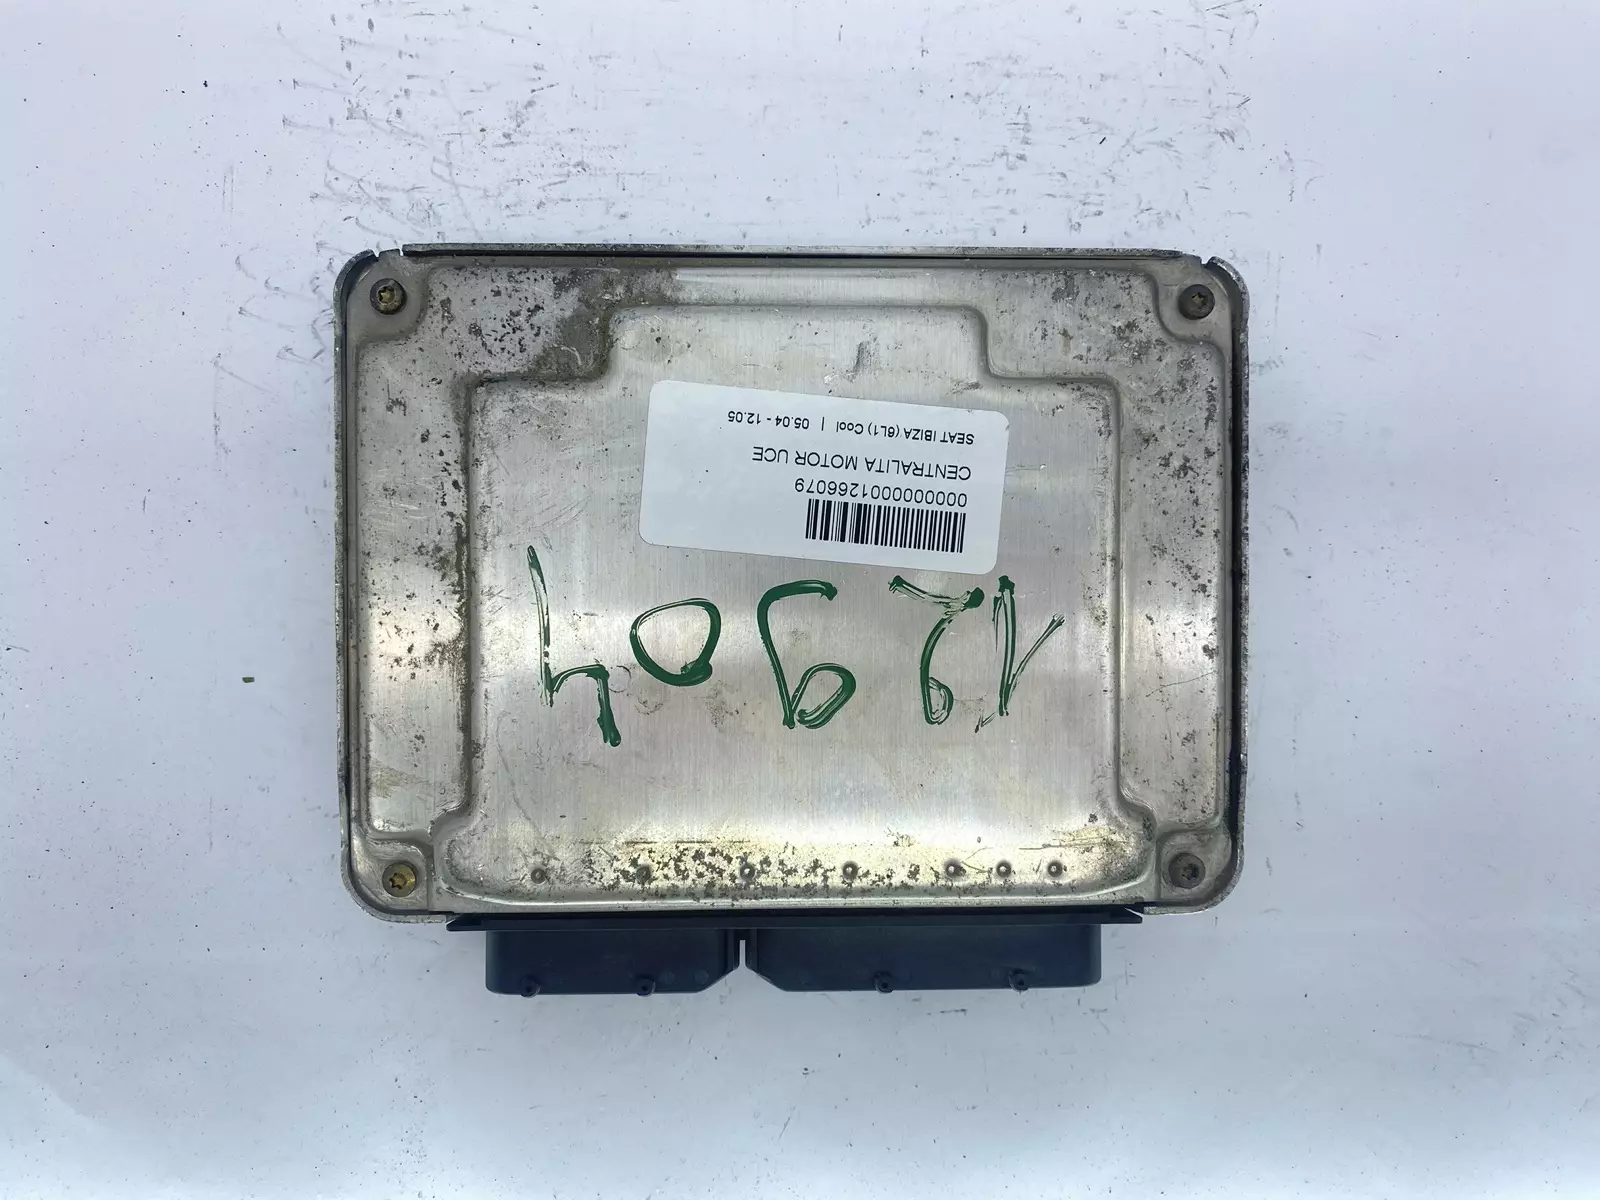 12904
0000000001266079
CENTRALITA MOTOR UCE
SEAT IBIZA (6L1) Cool | 05.04 - 12.05